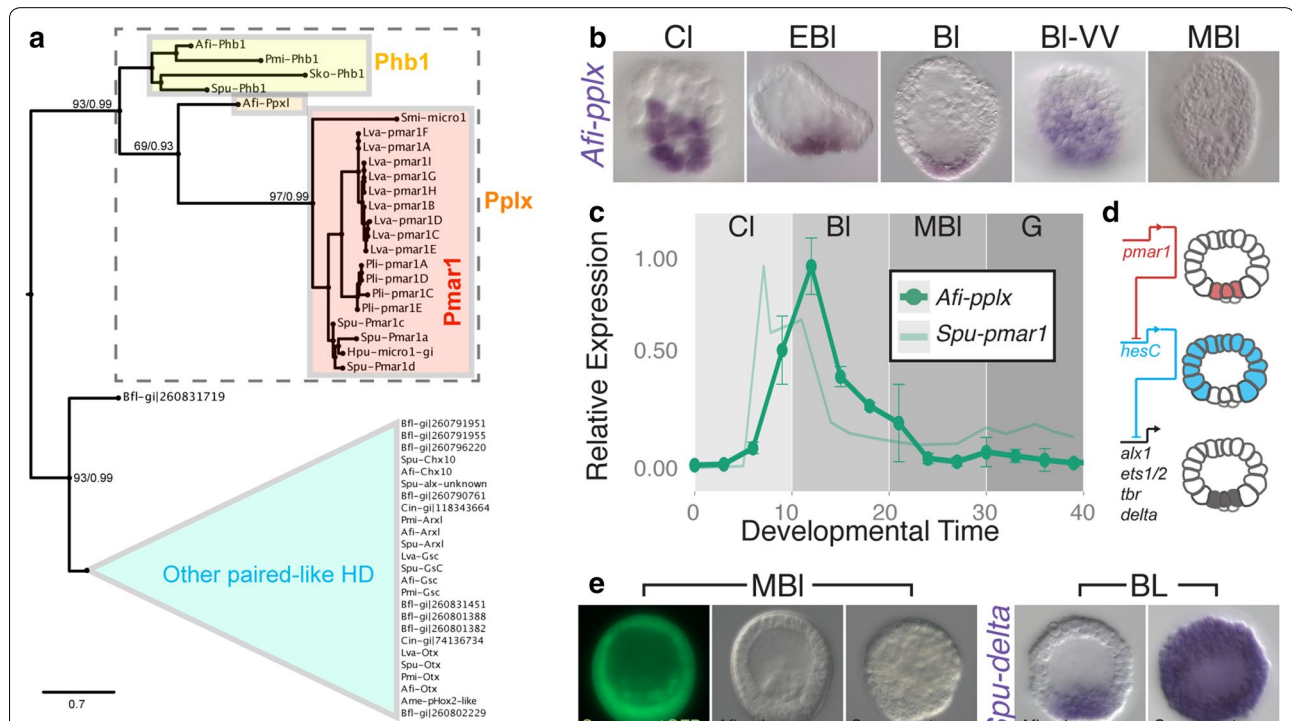 a
Afi-Phb1
Pmi-Phb1
Sko-Phb1
Spu-Phb1
Phb1
93/0.99
Afi-Ppxl
69/0.93
97/0.99
Smi-micro1
Lva-pmar1F
Lva-pmar1A
Lva-pmar1I
Lva-pmar1G
Lva-pmar1H
Lva-pmar1B
Lva-pmar1D
Lva-pmar1C
Lva-pmar1E
Pli-pmar1A
Pli-pmar1D
Pli-pmar1C
Pli-pmar1E
Spu-Pmar1c
Spu-Pmar1a
Hpu-micro1-gi
Spu-Pmar1d
Pmar1
Pplx
Bfl-gi|260831719
93/0.99
Other paired-like HD
Bfl-gi|260791951
Bfl-gi|260791955
Bfl-gi|260796220
Spu-Chx10
Afi-Chx10
Spu-alx-unknown
Bfl-gi|260790761
Cin-gi|118343664
Pmi-Arxl
Afi-Arxl
Spu-Arxl
Lva-Gsc
Spu-GsC
Afi-Gsc
Pmi-Gsc
Bfl-gi|260831451
Bfl-gi|260801388
Bfl-gi|260801382
Cin-gi|74136734
Lva-Otx
Spu-Otx
Pmi-Otx
Afi-Otx
Ame-pHox2-like
Bfl-gi|260802229
0.7
b
Cl EBl Bl Bl-VV MBl
Afi-pplx
c
Cl Bl MBl G
Relative Expression
1.00
0.50
0.00
Afi-pplx
Spu-pmar1
0 10 20 30 40
Developmental Time
d
pmar1
hesC
alx1
ets1/2
tbr
delta
e
MBl
BL
Spu-delta